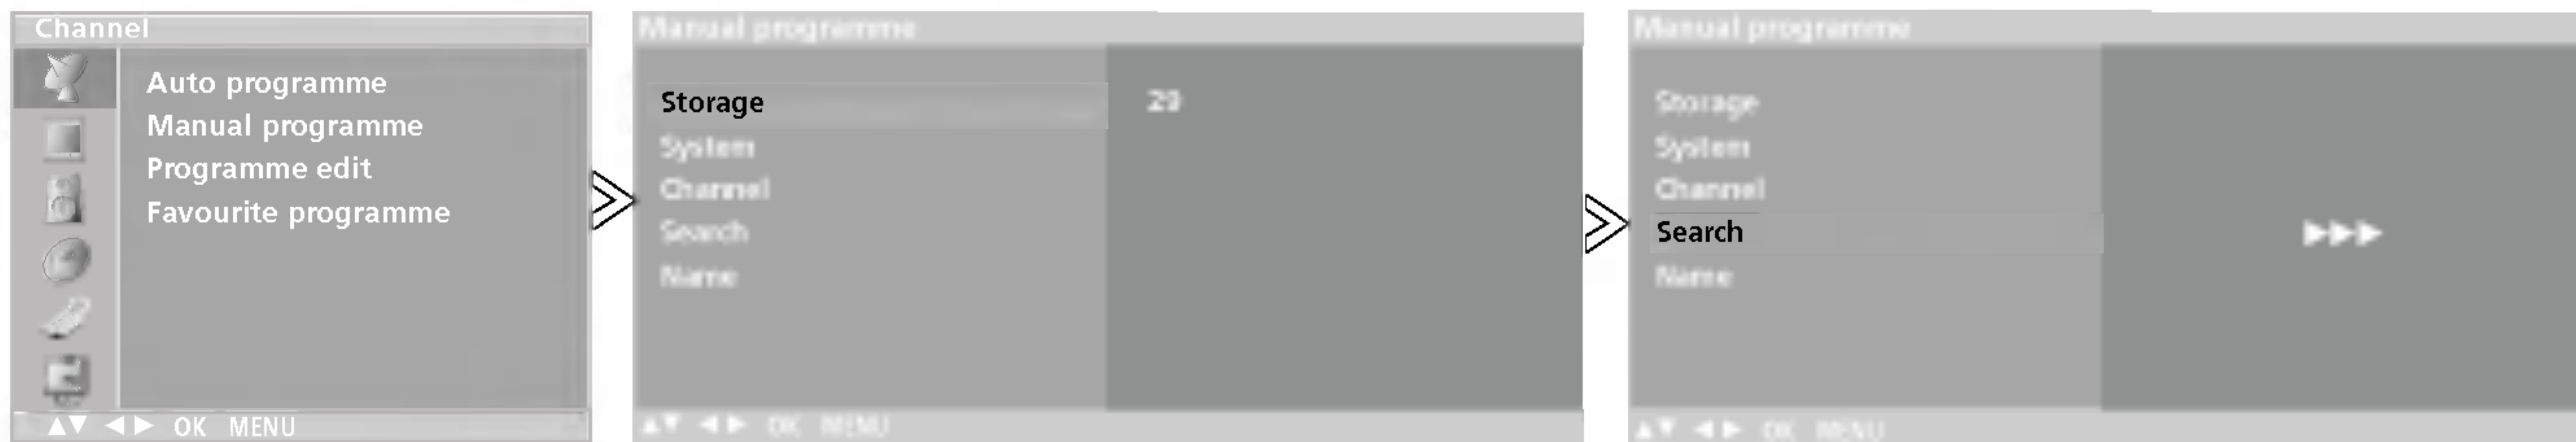 Channel
Auto programme
Manual programme
Programme edit
Favourite programme
▲▼ ◄ ► OK MENU
Manual programme
Storage 29
System
Channel
Search
Name
▲▼ ◄ ► OK MENU
Manual programme
Storage
System
Channel
Search ►►►
Name
▲▼ ◄ ► OK MENU